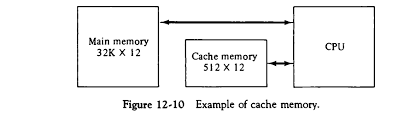 Main memory
32K X 12
Cache memory
512 X 12
CPU
Figure 12-10 Example of cache memory.